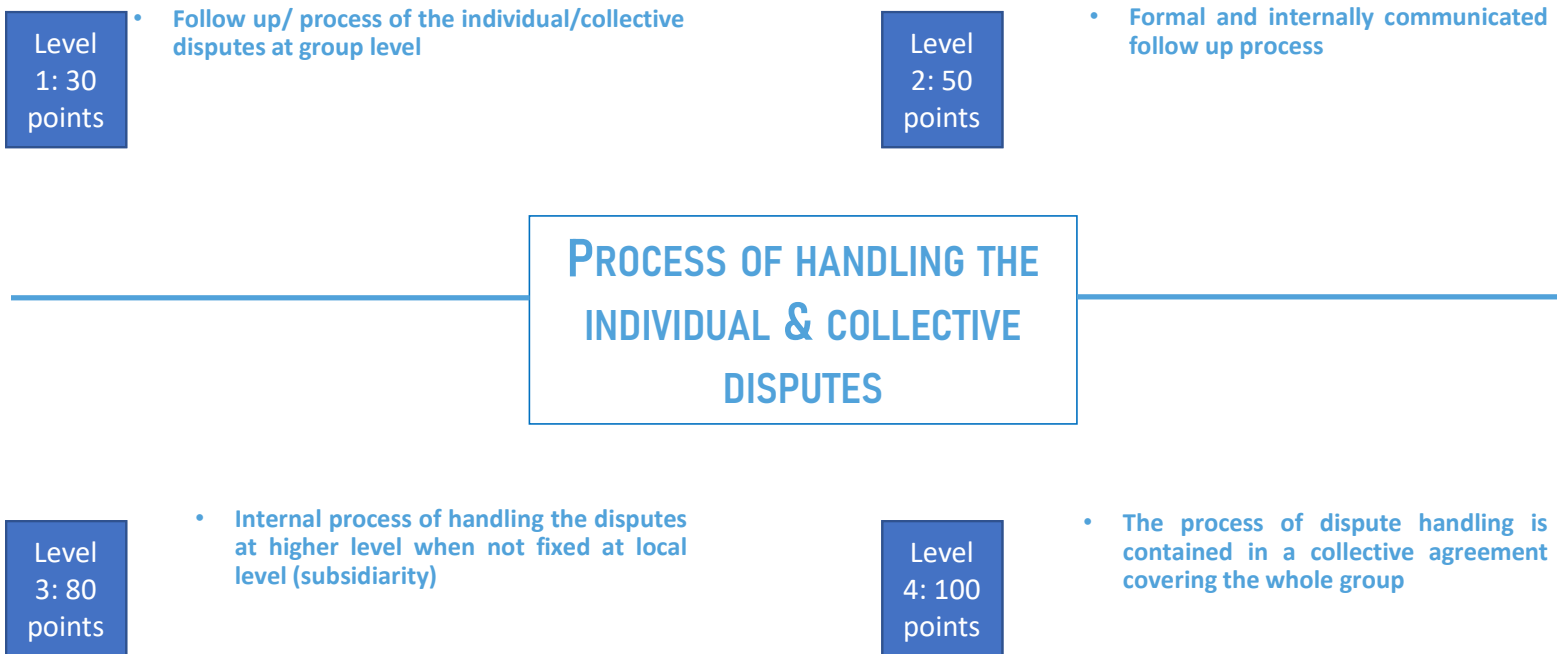 Level
1: 30
points
• Follow up/ process of the individual/collective
disputes at group level
Level
2: 50
points
• Formal and internally communicated
follow up process
PROCESS OF HANDLING THE
INDIVIDUAL & COLLECTIVE
DISPUTES
Level
3: 80
points
• Internal process of handling the disputes
at higher level when not fixed at local
level (subsidiarity)
Level
4: 100
points
• The process of dispute handling is
contained in a collective agreement
covering the whole group